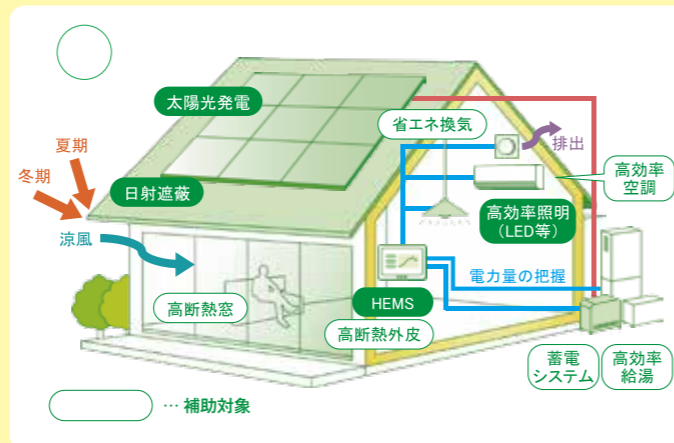 太陽光発電
省エネ換気
排出
夏期
冬期
高効率
空調
日射遮蔽
高効率照明
（LED等）
涼風
電力量の把握
高断熱窓
HEMS
高断熱外皮
蓄電
システム
高効率
給湯
… 補助対象